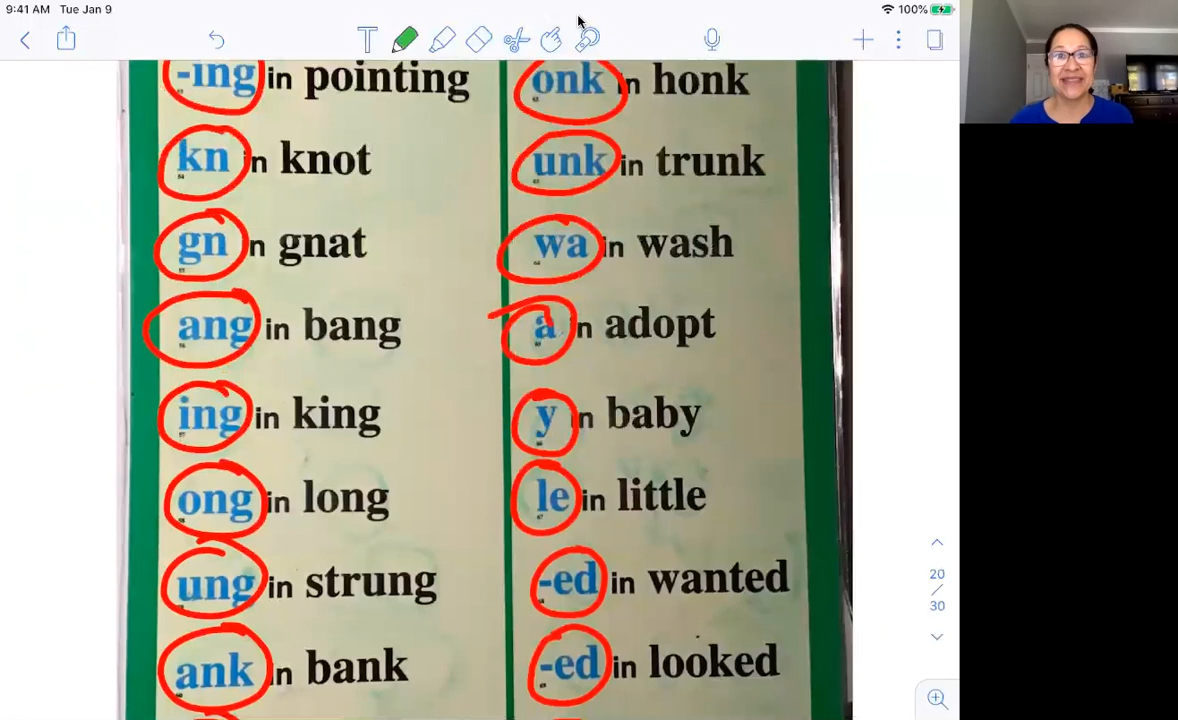 9:41 AM Tue Jan 9
100%
-ing in pointing
kn in knot
gn in gnat
ang in bang
ing in king
ong in long
ung in strung
ank in bank
onk in honk
unk in trunk
wa in wash
a in adopt
y in baby
le in little
-ed in wanted
-ed in looked
20
/
30